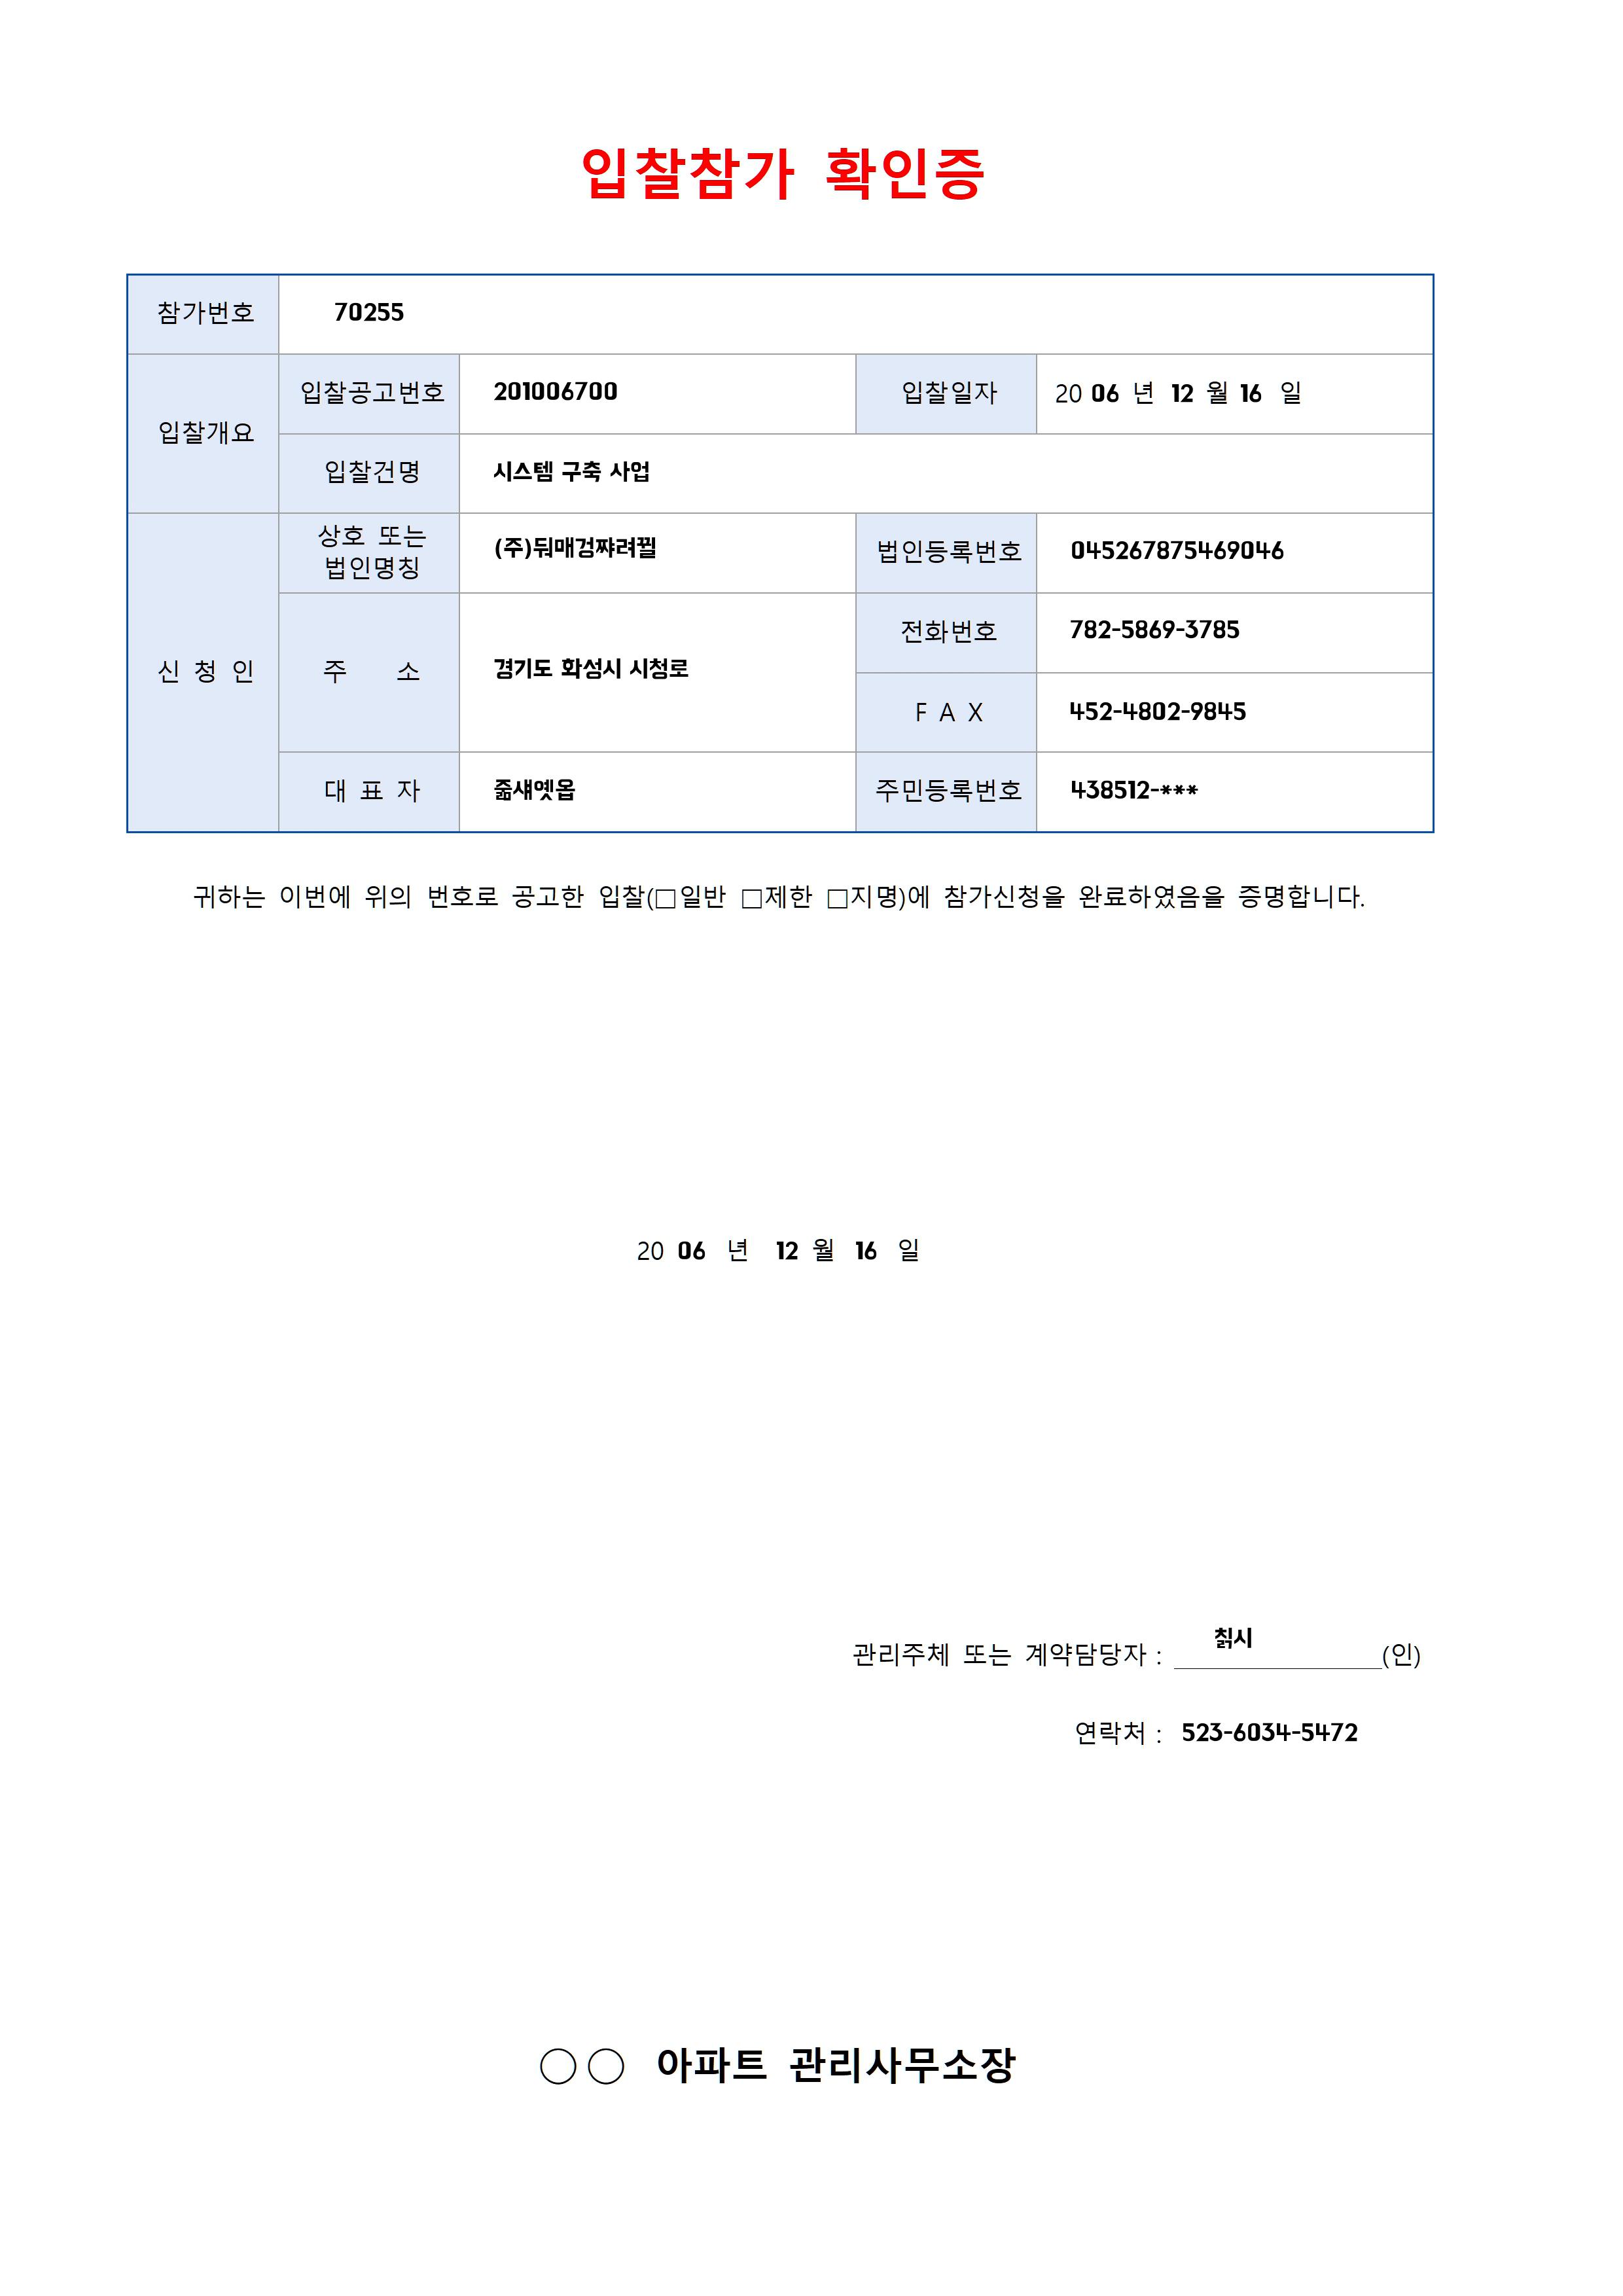 입찰참가 확인증
참가번호 70255
입찰개요 입찰공고번호 201006700 입찰일자 20 06 년 12 월 16 일
입찰건명 시스템 구축 사업
신 청 인 상호 또는 법인명칭 (주)둬매검쨔려뀔 법인등록번호 045267875469046
주 소 경기도 화성시 시청로 전화번호 782-5869-3785
F A X 452-4802-9845
대 표 자 줆섀옛옵 주민등록번호 438512-***
귀하는 이번에 위의 번호로 공고한 입찰(□일반 □제한 □지명)에 참가신청을 완료하였음을 증명합니다.
20 06 년 12 월 16 일
관리주체 또는 계약담당자 : 칡시 (인)
연락처 : 523-6034-5472
○○ 아파트 관리사무소장